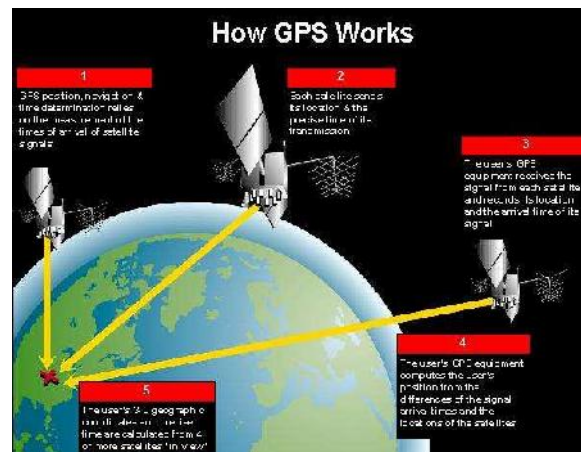 How GPS Works
1
GPS position, navigation &
time determination relies
on the measurement of the
times of arrival of satellite
signals
2
Each satellite sends
its location & the
precise time of its
transmission
3
The user's GPS
equipment receives the
signal from each satellite
and records its location
and the arrival time of its
signal
4
The user's GPS equipment
computes the user's
position from the
differences of the signal
arrival times and the
locations of the satellites
5
The user's geographic
coordinates
time are calculated from 4
or more satellites "in view"